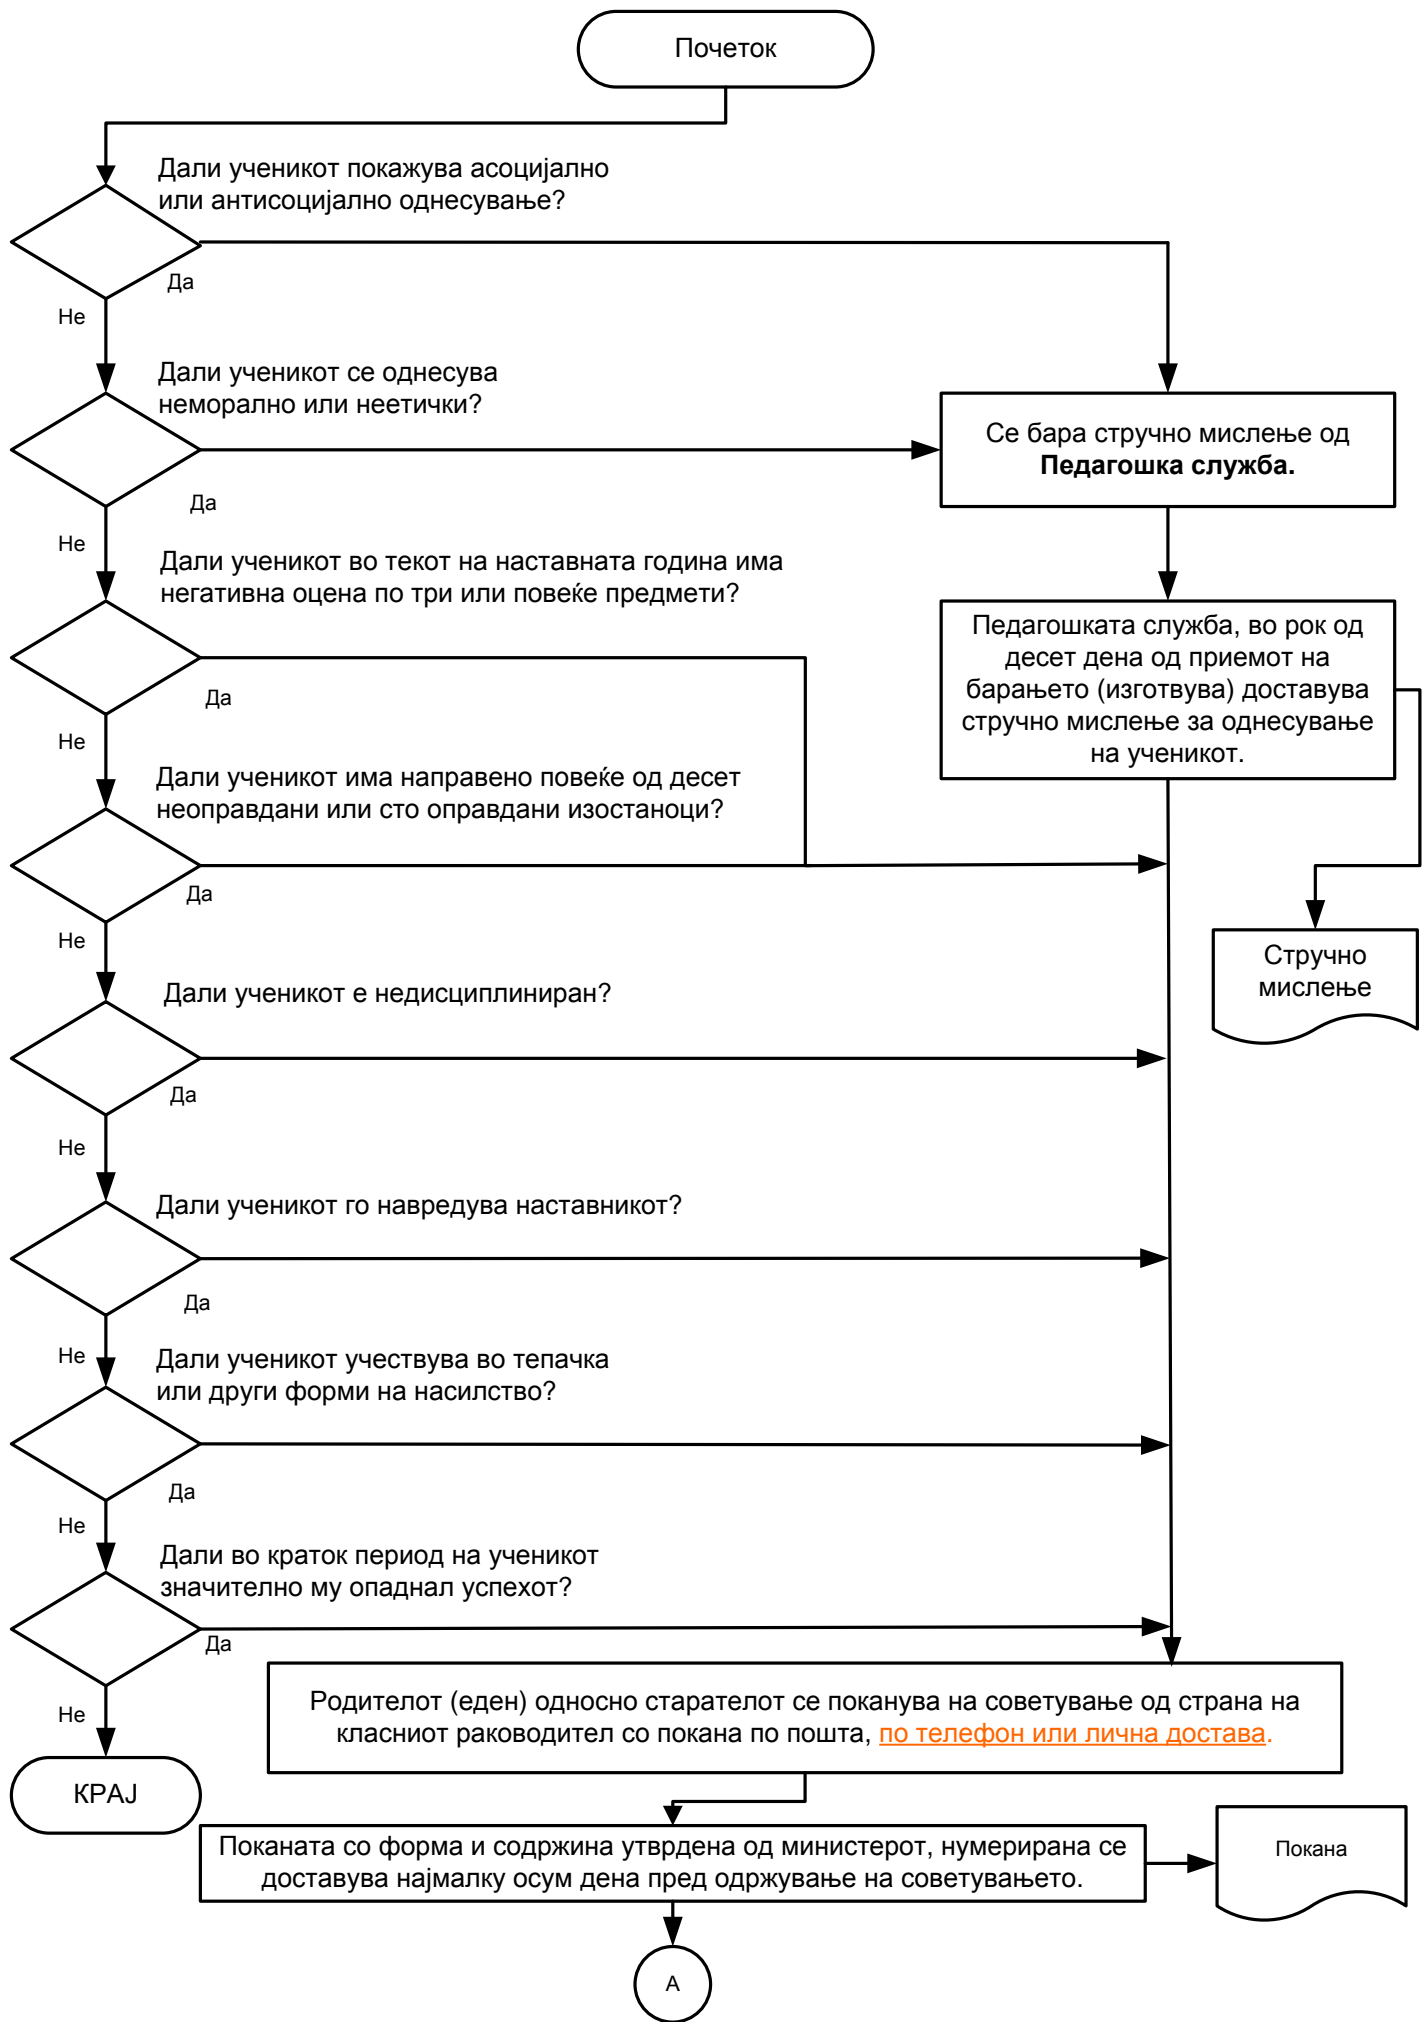 Почеток
Дали ученикот покажува асоцијално
или антисоцијално однесување?
Да
Не
Дали ученикот се однесува
неморално или неетички?
Се бара стручно мислење од
Педагошка служба.
Да
Не
Дали ученикот во текот на наставната година има
негативна оцена по три или повеќе предмети?
Педагошката служба, во рок од
десет дена од приемот на
барањето (изготвува) доставува
стручно мислење за однесување
на ученикот.
Да
Не
Дали ученикот има направено повеќе од десет
неоправдани или сто оправдани изостаноци?
Да
Не
Стручно
мислење
Дали ученикот е недисциплиниран?
Да
Не
Дали ученикот го навредува наставникот?
Да
Не
Дали ученикот учествува во тепачка
или други форми на насилство?
Да
Не
Дали во краток период на ученикот
значително му опаднал успехот?
Да
Не
Родителот (еден) односно старателот се поканува на советување од страна на
класниот раководител со покана по пошта, по телефон или лична достава.
КРАЈ
Поканата со форма и содржина утврдена од министерот, нумерирана се
доставува најмалку осум дена пред одржување на советувањето.
Покана
А